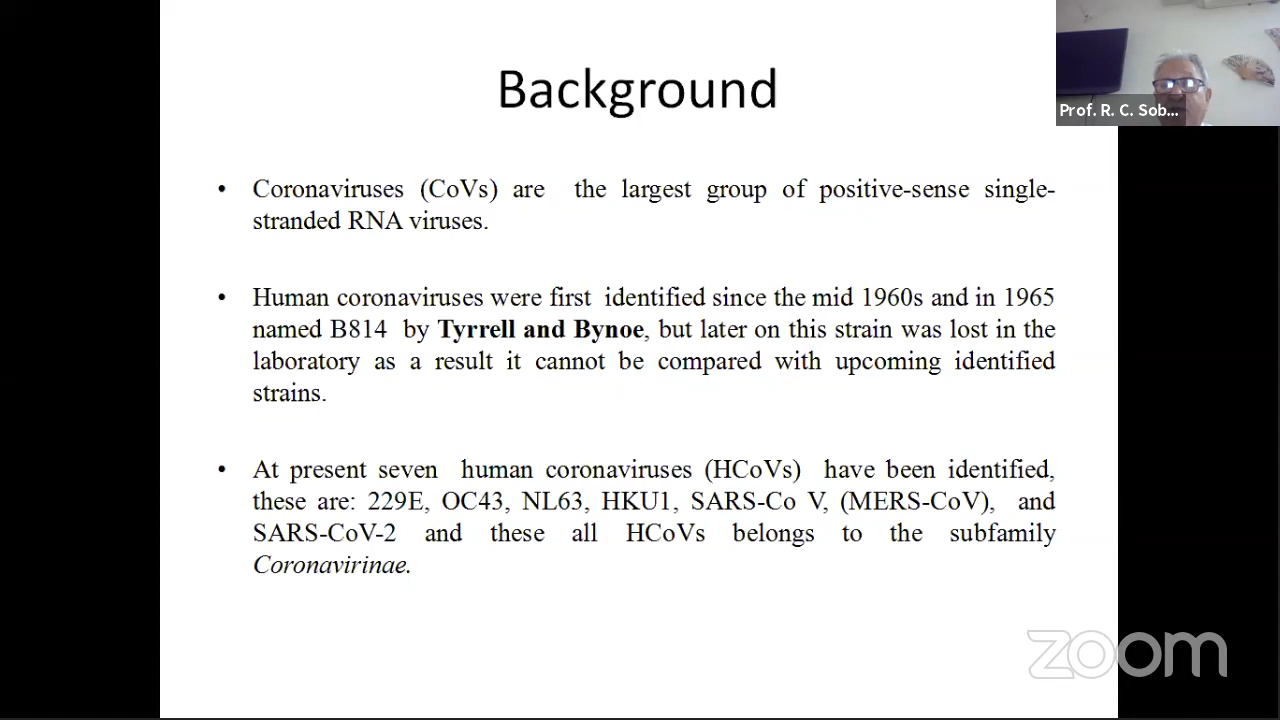 Background
Prof. R. C. Sob...
• Coronaviruses (CoVs) are the largest group of positive-sense single-
stranded RNA viruses.
• Human coronaviruses were first identified since the mid 1960s and in 1965
named B814 by Tyrrell and Bynoe, but later on this strain was lost in the
laboratory as a result it cannot be compared with upcoming identified
strains.
• At present seven human coronaviruses (HCoVs) have been identified,
these are: 229E, OC43, NL63, HKU1, SARS-Co V, (MERS-CoV), and
SARS-CoV-2 and these all HCoVs belongs to the subfamily
Coronavirinae.
zoom